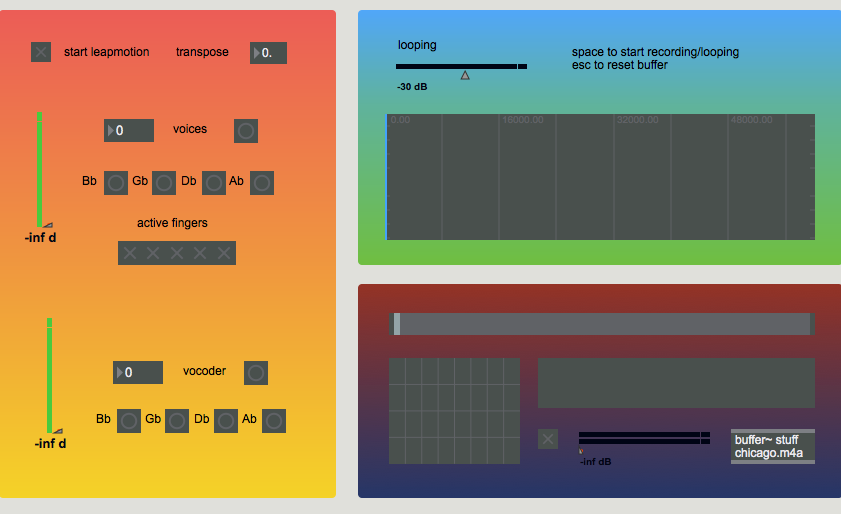 start leapmotion
transpose
0.
0
voices
Bb
Gb
Db
Ab
active fingers
-inf d
0
vocoder
Bb
Gb
Db
Ab
-inf d
looping
space to start recording/looping
esc to reset buffer
-30 dB
0.00
16000.00
32000.00
48000.00
-inf dB
buffer~ stuff
chicago.m4a